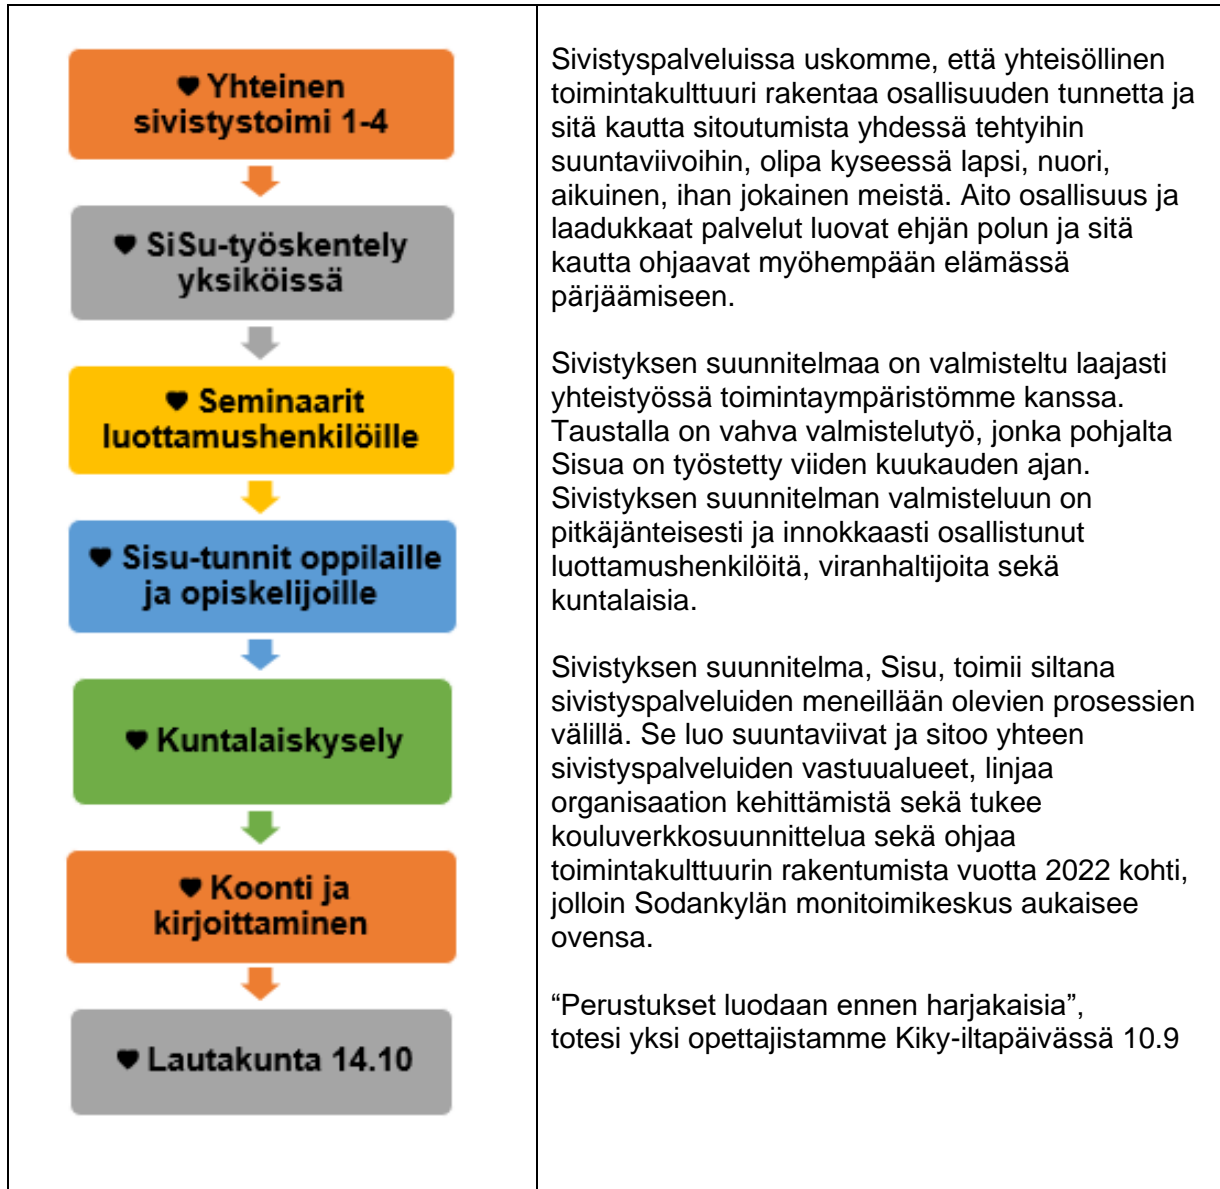 ♥ Yhteinen
sivistystoimi 1-4
♥ SiSu-työskentely
yksiköissä
♥ Seminaarit
luottamushenkilöille
♥ Sisu-tunnit oppilaille
ja opiskelijoille
♥ Kuntalaiskysely
♥ Koonti ja
kirjoittaminen
♥ Lautakunta 14.10
Sivistyspalveluissa uskomme, että yhteisöllinen
toimintakulttuuri rakentaa osallisuuden tunnetta ja
sitä kautta sitoutumista yhdessä tehtyihin
suuntaviivoihin, olipa kyseessä lapsi, nuori,
aikuinen, ihan jokainen meistä. Aito osallisuus ja
laadukkaat palvelut luovat ehjän polun ja sitä
kautta ohjaavat myöhempään elämässä
pärjäämiseen.
Sivistyksen suunnitelmaa on valmisteltu laajasti
yhteistyössä toimintaympäristömme kanssa.
Taustalla on vahva valmistelutyö, jonka pohjalta
Sisua on työstetty viiden kuukauden ajan.
Sivistyksen suunnitelman valmisteluun on
pitkäjänteisesti ja innokkaasti osallistunut
luottamushenkilöitä, viranhaltijoita sekä
kuntalaisia.
Sivistyksen suunnitelma, Sisu, toimii siltana
sivistyspalveluiden meneillään olevien prosessien
välillä. Se luo suuntaviivat ja sitoo yhteen
sivistyspalveluiden vastuualueet, linjaa
organisaation kehittämistä sekä tukee
kouluverkkosuunnittelua sekä ohjaa
toimintakulttuurin rakentumista vuotta 2022 kohti,
jolloin Sodankylän monitoimikeskus aukaisee
ovensa.
“Perustukset luodaan ennen harjakaisia”,
totesi yksi opettajistamme Kiky-iltapäivässä 10.9